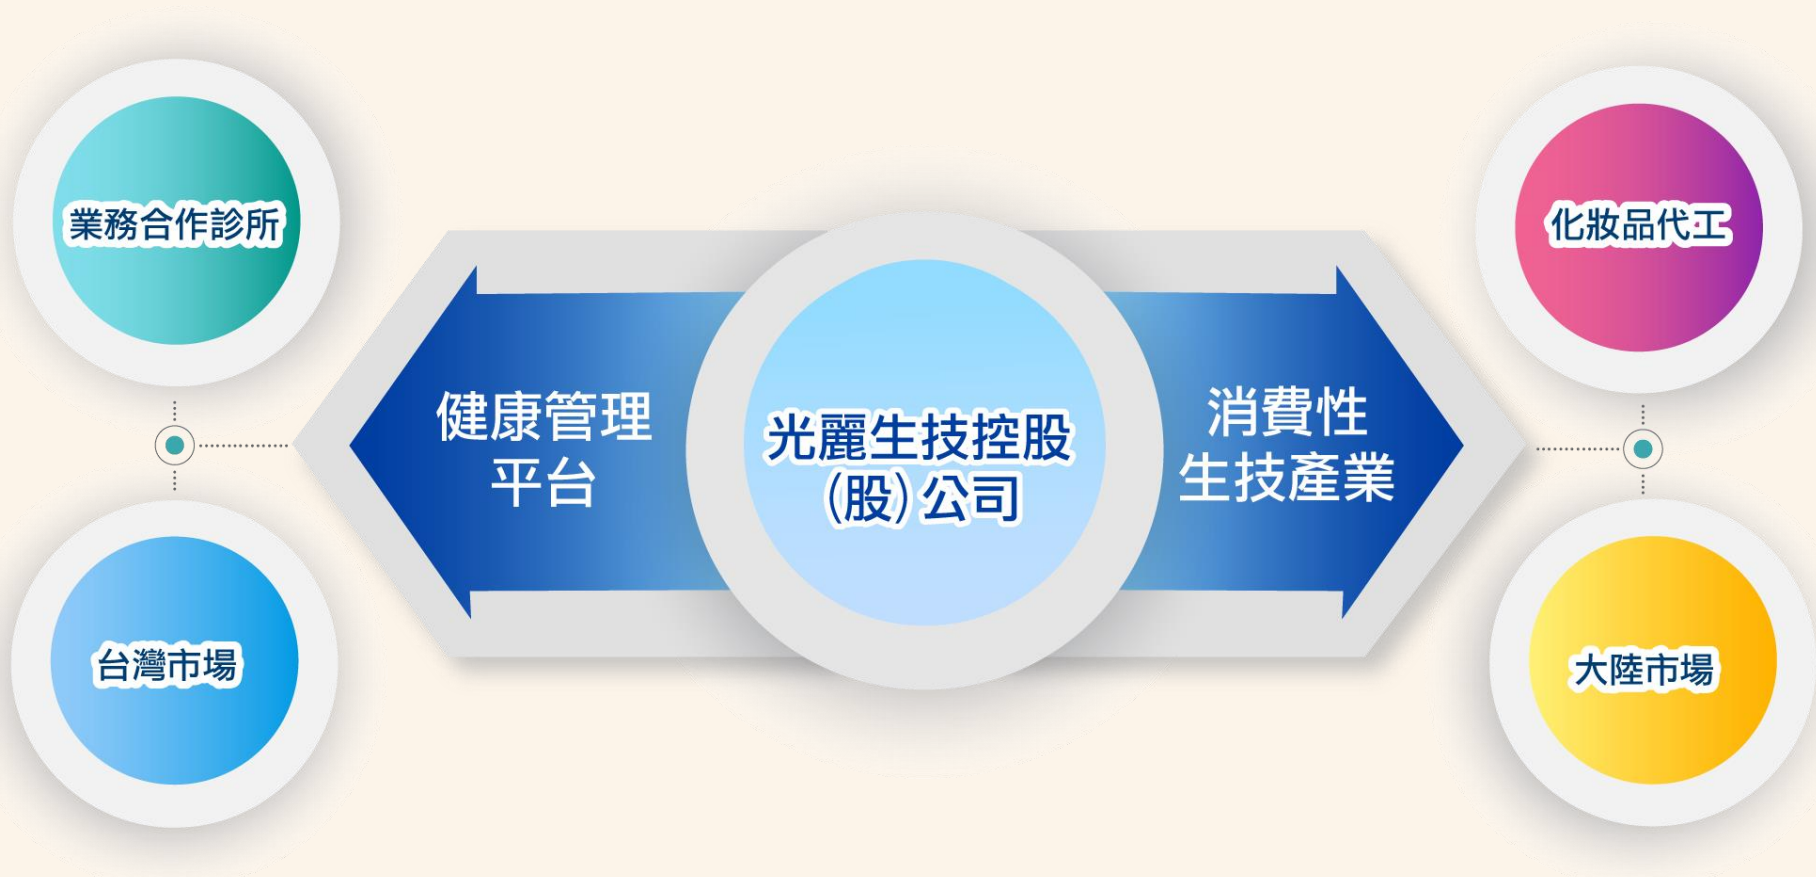 業務合作診所
台灣市場
健康管理
平台
光麗生技控股
(股)公司
消費性
生技產業
化妝品代工
大陸市場